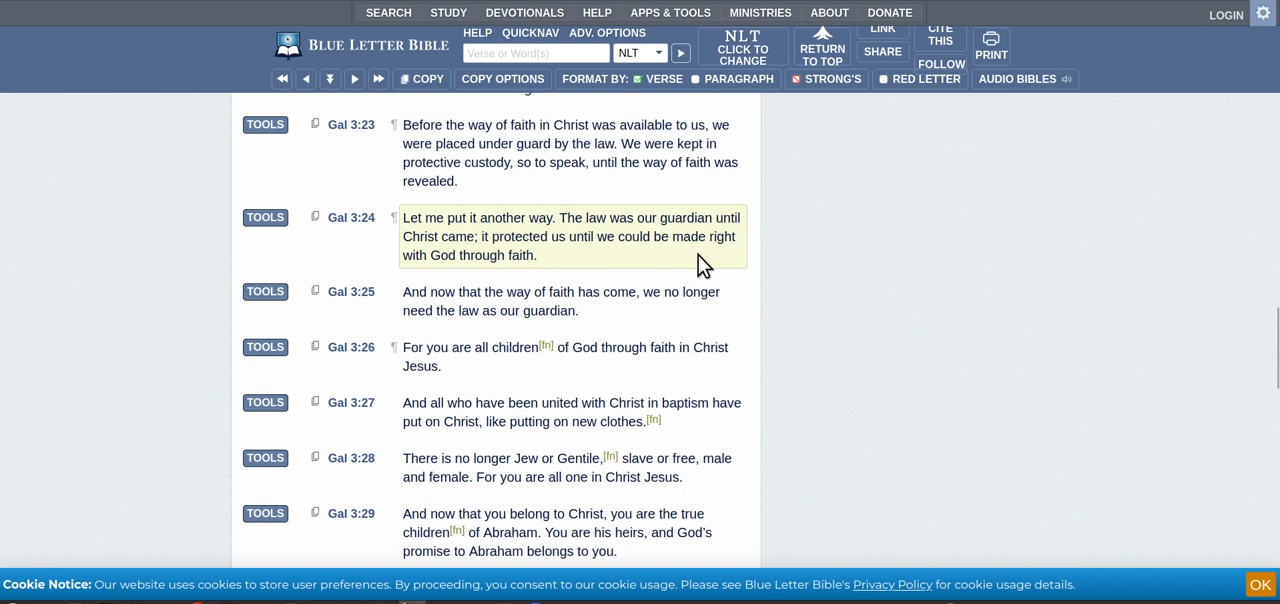 SEARCH STUDY DEVOTIONALS HELP APPS & TOOLS MINISTRIES ABOUT DONATE LOGIN
BLUE LETTER BIBLE
HELP QUICKNAV ADV. OPTIONS
Verse or Word(s) NLT
NLT
CLICK TO
CHANGE
RETURN
TO TOP
LINK
SHARE
CITE
THIS
FOLLOW
PRINT
COPY COPY OPTIONS FORMAT BY: VERSE PARAGRAPH STRONG'S RED LETTER AUDIO BIBLES
TOOLS Gal 3:23 ¶ Before the way of faith in Christ was available to us, we
were placed under guard by the law. We were kept in
protective custody, so to speak, until the way of faith was
revealed.
TOOLS Gal 3:24 ¶ Let me put it another way. The law was our guardian until
Christ came; it protected us until we could be made right
with God through faith.
TOOLS Gal 3:25 And now that the way of faith has come, we no longer
need the law as our guardian.
TOOLS Gal 3:26 ¶ For you are all children[fn] of God through faith in Christ
Jesus.
TOOLS Gal 3:27 And all who have been united with Christ in baptism have
put on Christ, like putting on new clothes.[fn]
TOOLS Gal 3:28 There is no longer Jew or Gentile,[fn] slave or free, male
and female. For you are all one in Christ Jesus.
TOOLS Gal 3:29 And now that you belong to Christ, you are the true
children[fn] of Abraham. You are his heirs, and God's
promise to Abraham belongs to you.
Cookie Notice: Our website uses cookies to store user preferences. By proceeding, you consent to our cookie usage. Please see Blue Letter Bible's Privacy Policy for cookie usage details. OK